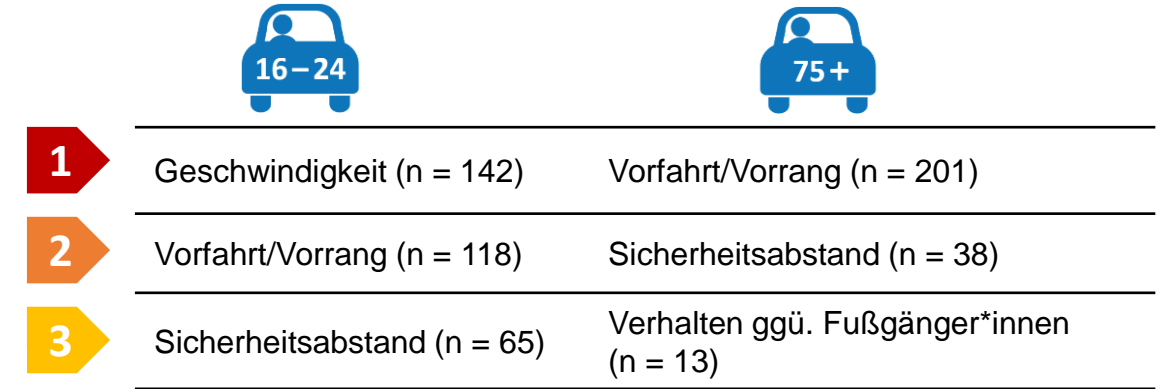 16–24
75+
1
Geschwindigkeit (n = 142)
Vorfahrt/Vorrang (n = 201)
2
Vorfahrt/Vorrang (n = 118)
Sicherheitsabstand (n = 38)
3
Sicherheitsabstand (n = 65)
Verhalten ggü. Fußgänger*innen
(n = 13)